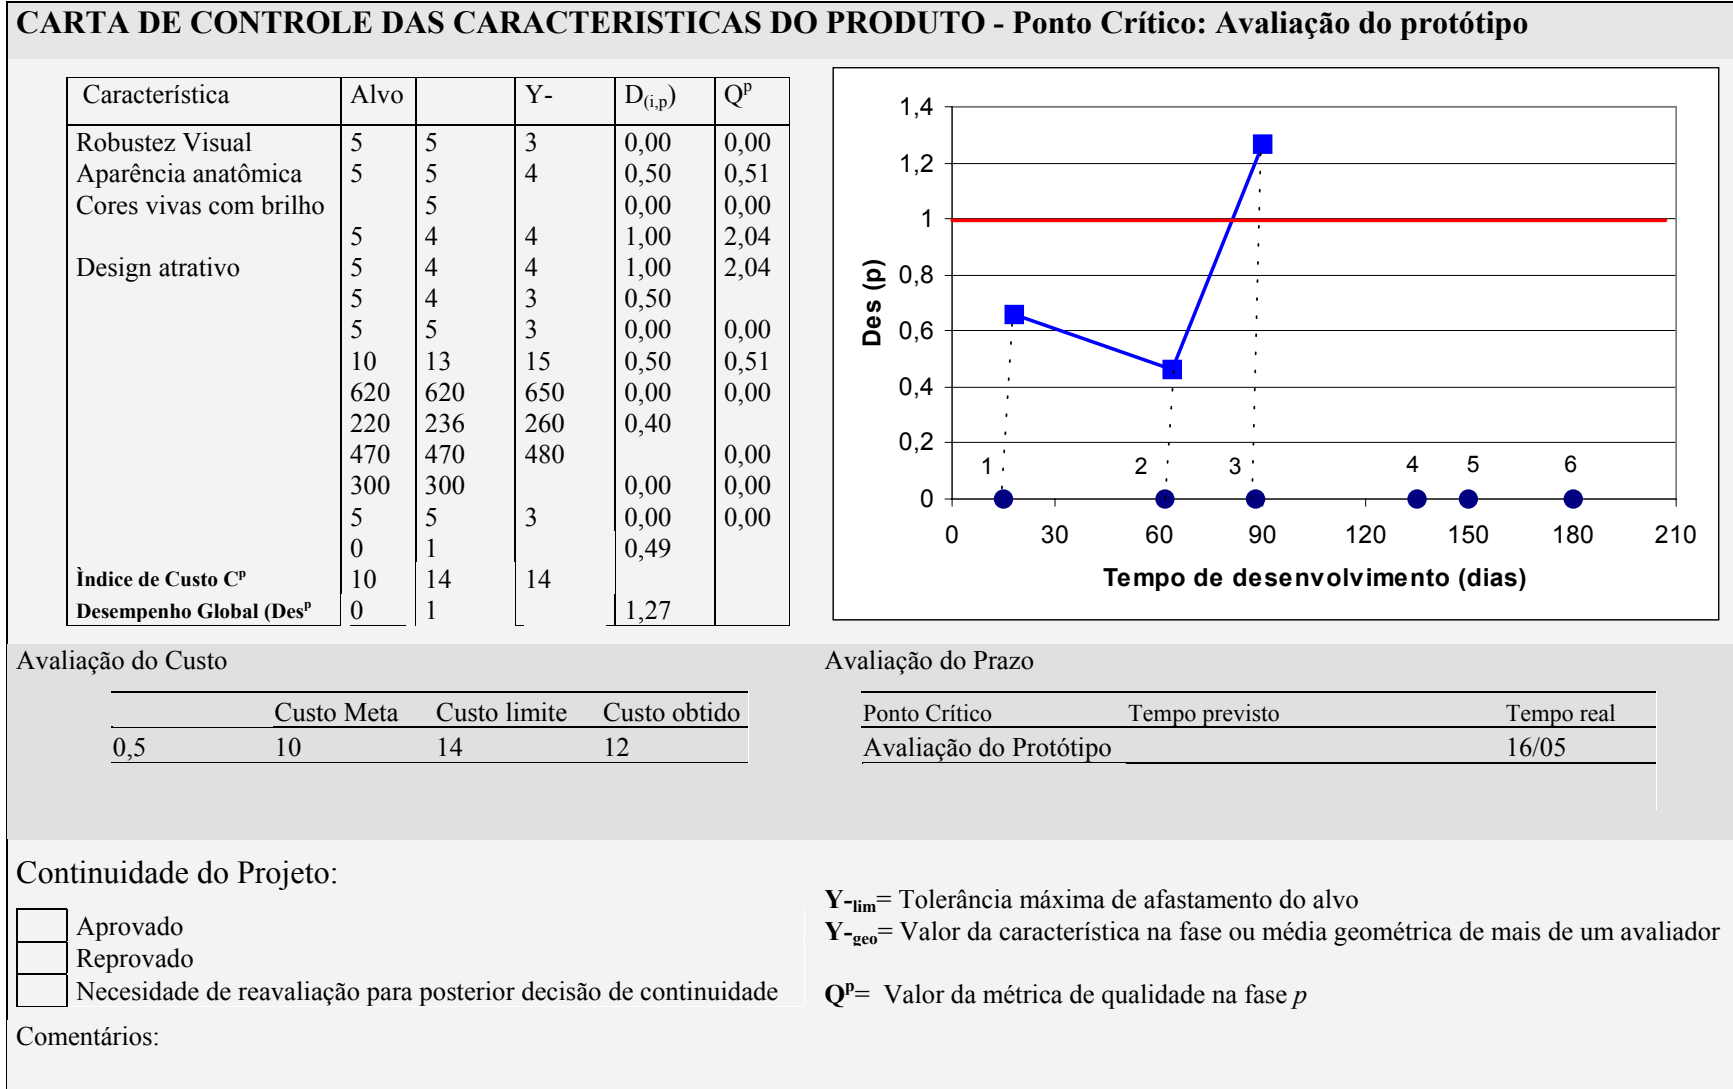 CARTA DE CONTROLE DAS CARACTERISTICAS DO PRODUTO - Ponto Crítico: Avaliação do protótipo
Característica Alvo Y- D(i,p) Qp
Robustez Visual 5 5 3 0,00 0,00
Aparência anatômica 5 5 4 0,50 0,51
Cores vivas com brilho 5 0,00 0,00
5 4 4 1,00 2,04
Design atrativo 5 4 4 1,00 2,04
5 4 3 0,50
5 5 3 0,00 0,00
10 13 15 0,50 0,51
620 620 650 0,00 0,00
220 236 260 0,40
470 470 480 0,00
300 300 0,00 0,00
5 5 3 0,00 0,00
0 1 0,49
Ìndice de Custo Cp 10 14 14
Desempenho Global (Desp 0 1 1,27
1,4
1,2
1
0,8
0,6
0,4
0,2
0
Des (p)
1 2 3 4 5 6
0 30 60 90 120 150 180 210
Tempo de desenvolvimento (dias)
Avaliação do Custo
Custo Meta Custo limite Custo obtido
0,5 10 14 12
Avaliação do Prazo
Ponto Crítico Tempo previsto Tempo real
Avaliação do Protótipo 16/05
Continuidade do Projeto:
Aprovado
Reprovado
Necesidade de reavaliação para posterior decisão de continuidade
Y-lim= Tolerância máxima de afastamento do alvo
Y-geo= Valor da característica na fase ou média geométrica de mais de um avaliador
Qp= Valor da métrica de qualidade na fase p
Comentários: